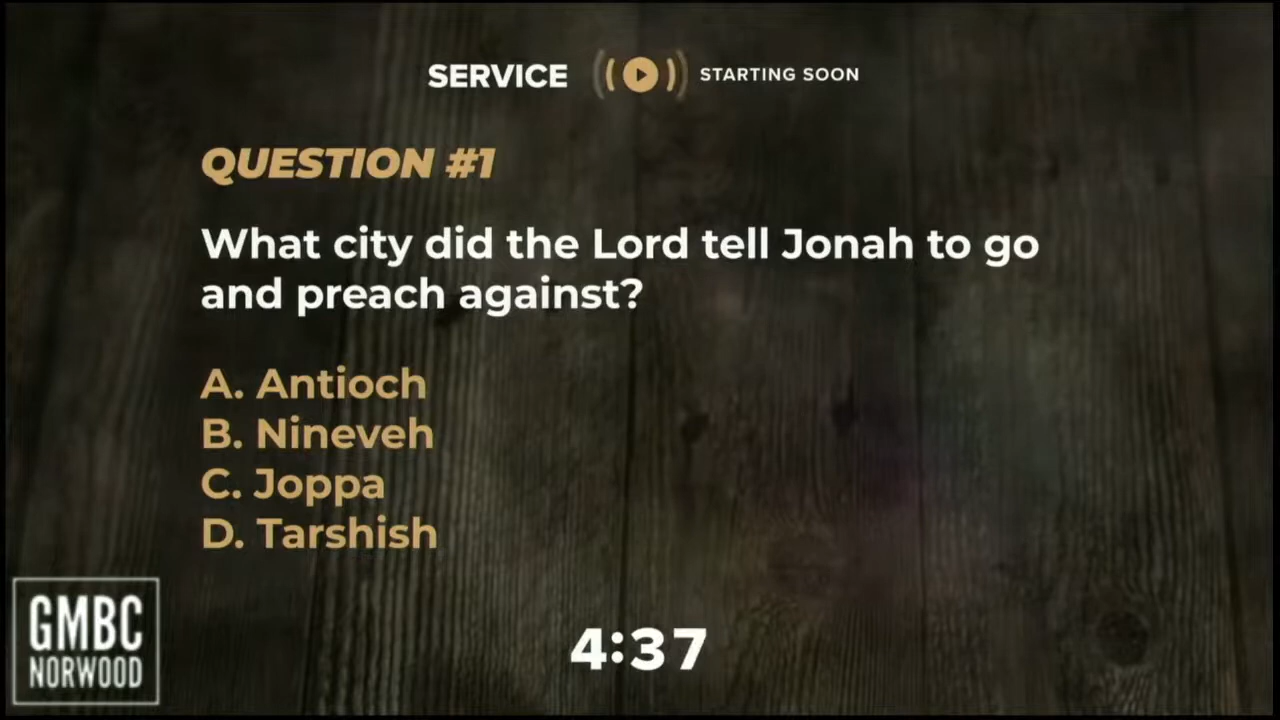 SERVICE STARTING SOON
QUESTION #1
What city did the Lord tell Jonah to go
and preach against?
A. Antioch
B. Nineveh
C. Joppa
D. Tarshish
GMBC
NORWOOD
4:37